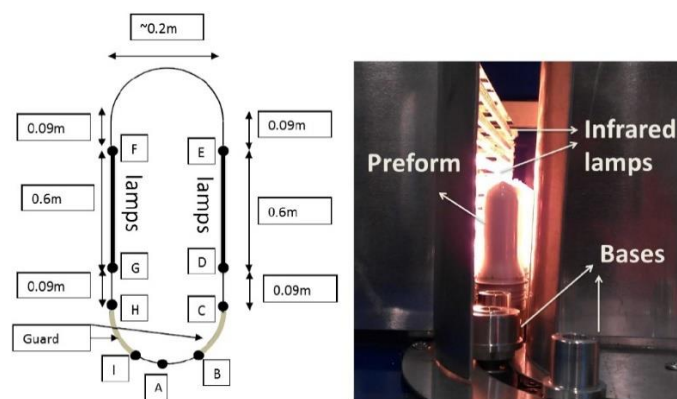 ~0.2m
0.09m
0.09m
F
E
lamps
lamps
0.6m
0.6m
G
D
0.09m
0.09m
H
C
Guard
I
A
B
Infrared
lamps
Preform
Bases